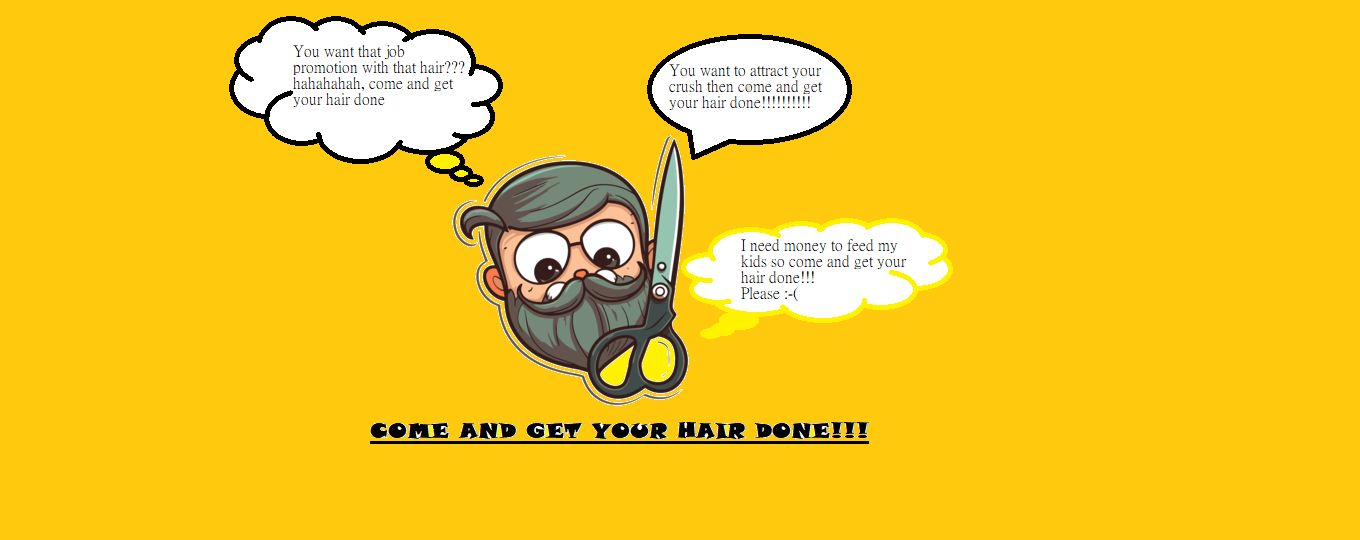 You want that job
promotion with that hair???
hahahahah, come and get
your hair done
You want to attract your
crush then come and get
your hair done!!!!!!!!!!
I need money to feed my
kids so come and get your
hair done!!!
Please :-(
COME AND GET YOUR HAIR DONE!!!